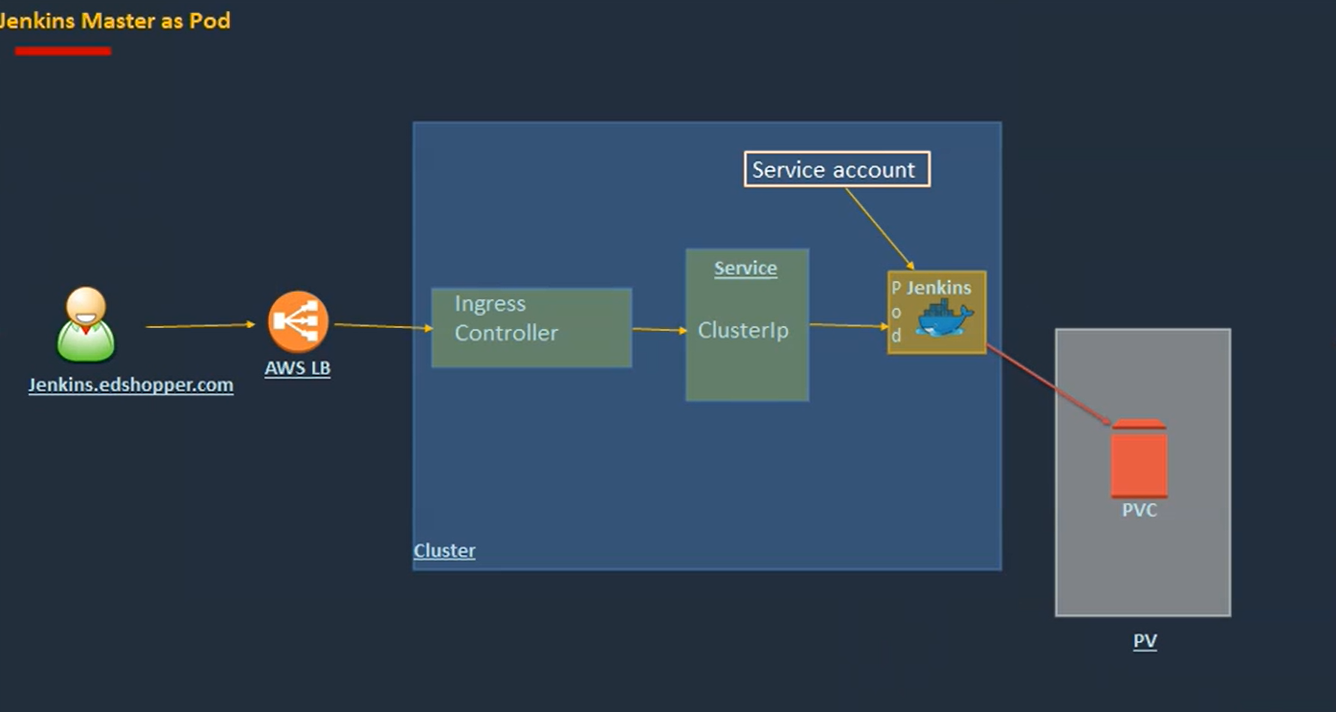 Jenkins Master as Pod
Service account
Service
ClusterIp
Ingress
Controller
Pod
Jenkins
Jenkins.edshopper.com
AWS LB
PVC
Cluster
PV